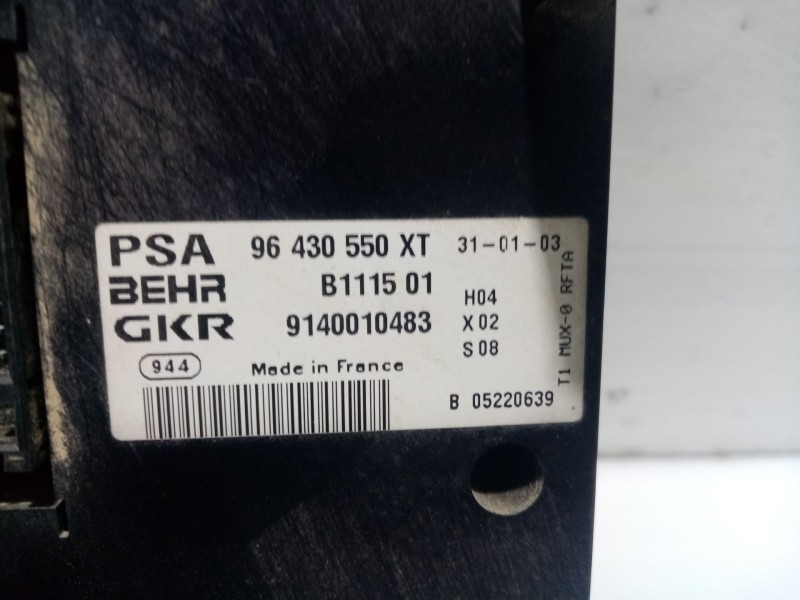 PSA 96 430 550 XT 31-01-03
BEHR B1115 01 H04
GKR 9140010483 X 02
S 08
944 Made in France
B 05220639
T1 MUX-0 RFTA